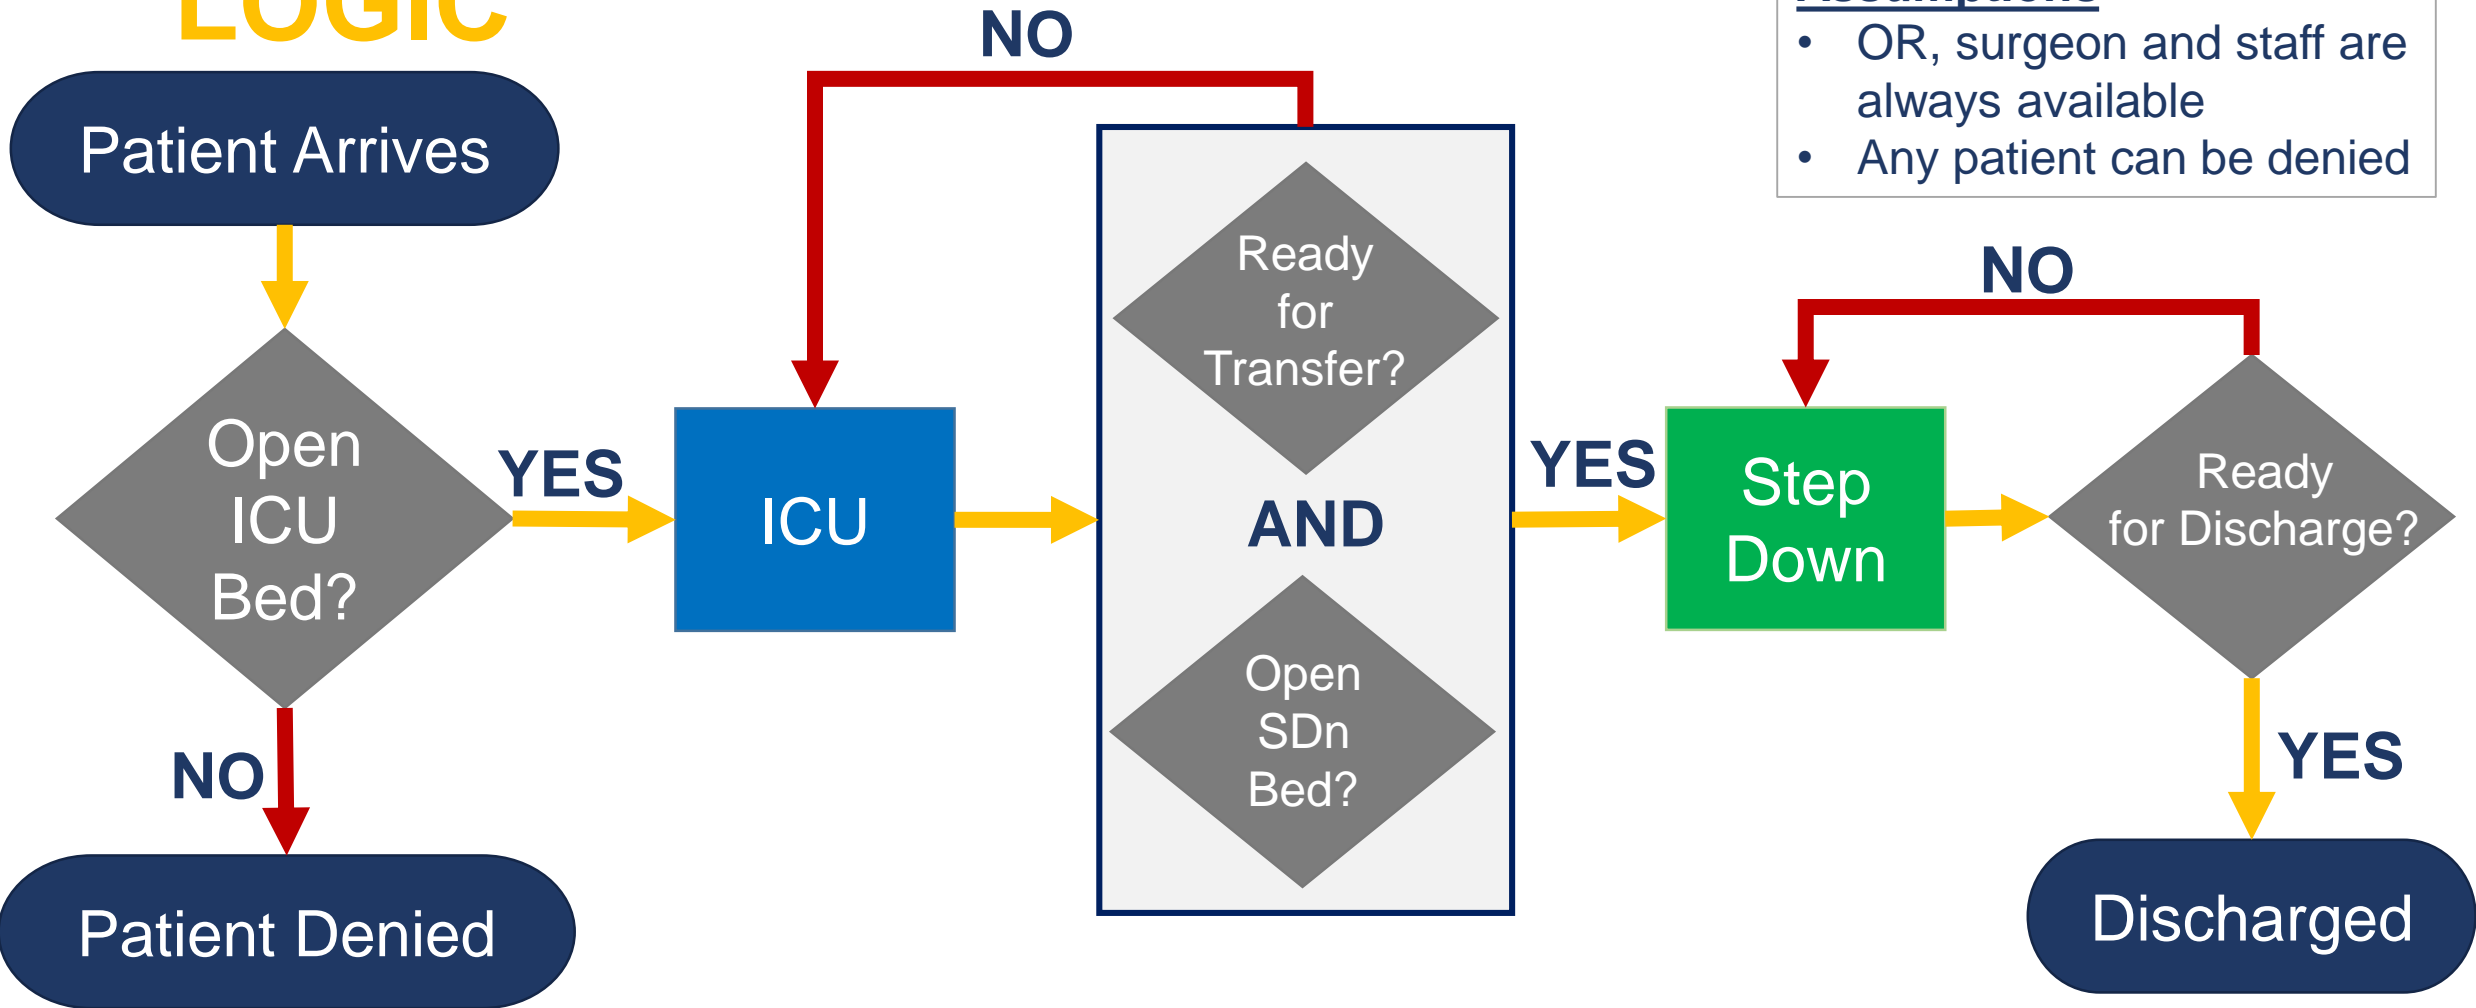 LOGIC
Assumptions
• OR, surgeon and staff are
always available
• Any patient can be denied
NO
Patient Arrives
Open
ICU
Bed?
YES
NO
Patient Denied
ICU
Ready
for
Transfer?
AND
Open
SDn
Bed?
YES
Step
Down
NO
Ready
for Discharge?
YES
Discharged